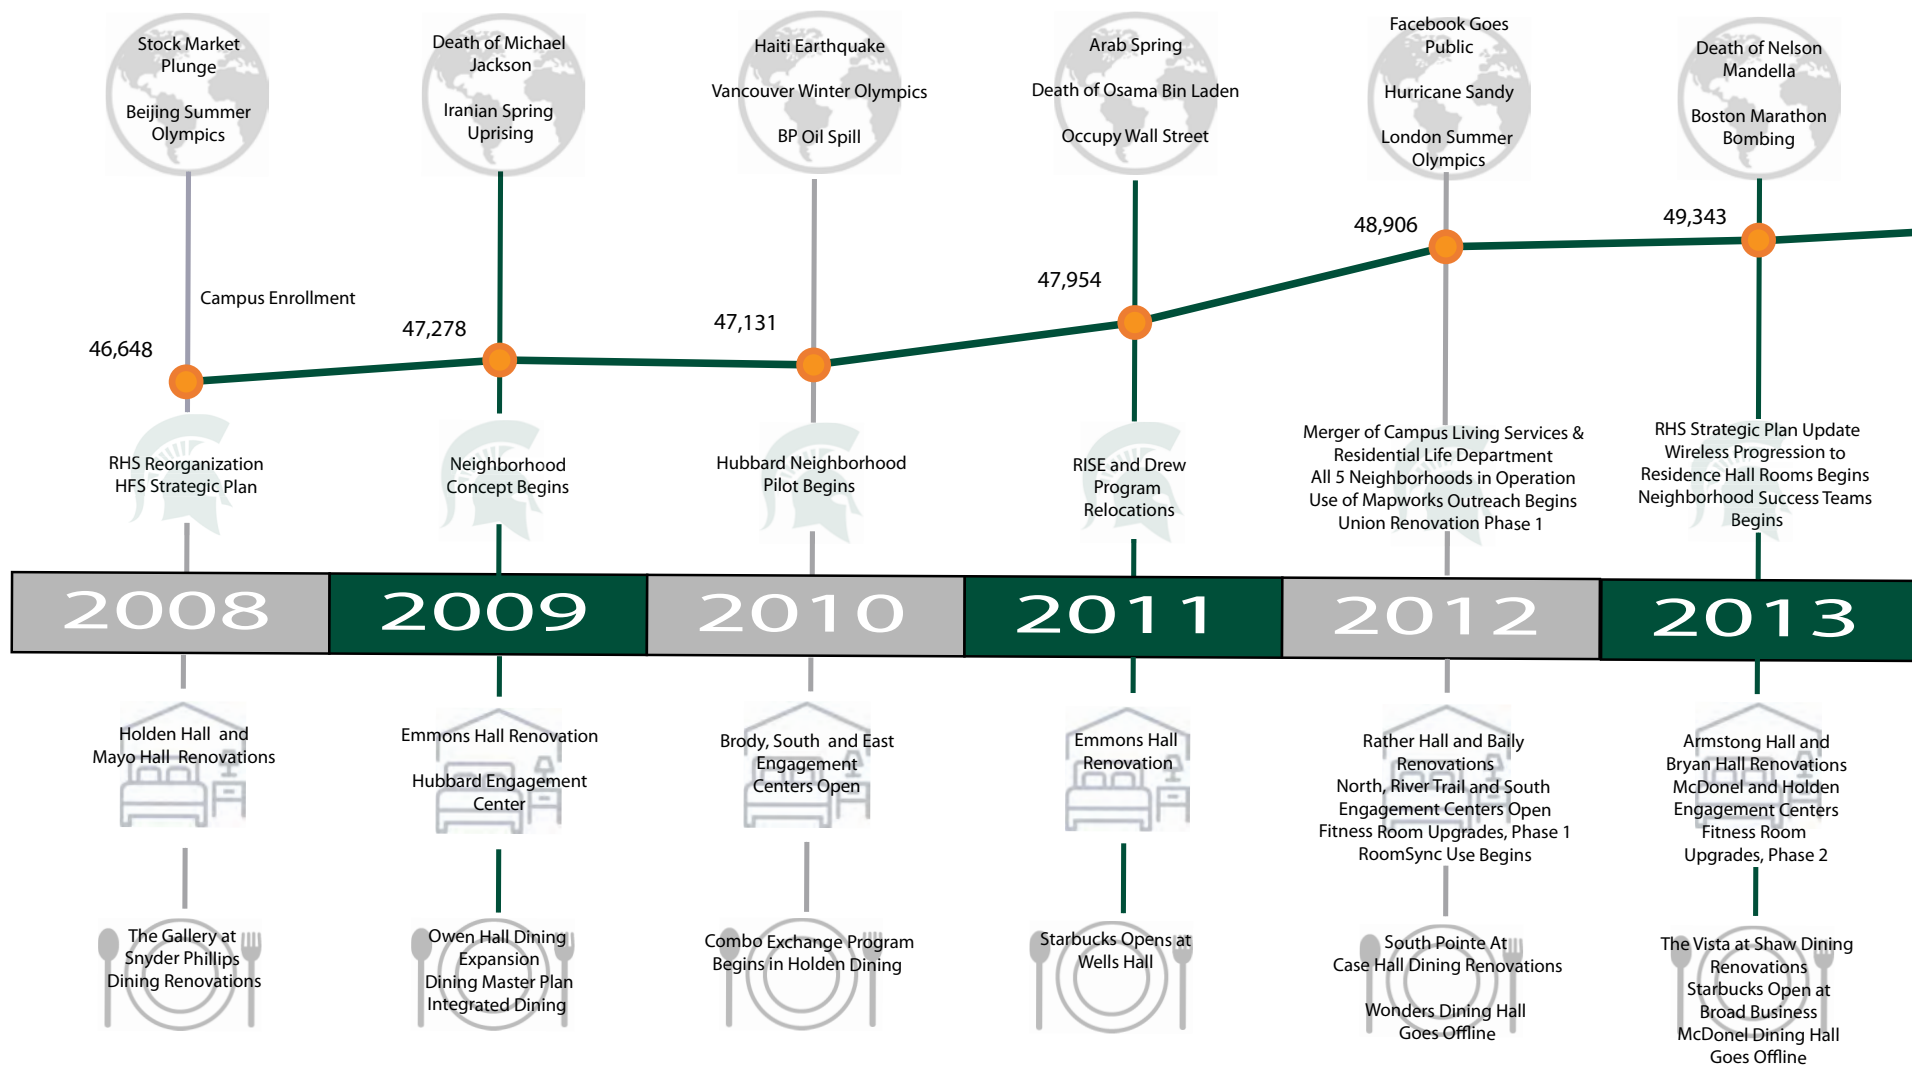 Stock Market
Plunge
Beijing Summer
Olympics
Death of Michael
Jackson
Iranian Spring
Uprising
Haiti Earthquake
Vancouver Winter Olympics
BP Oil Spill
Arab Spring
Death of Osama Bin Laden
Occupy Wall Street
Facebook Goes
Public
Hurricane Sandy
London Summer
Olympics
Death of Nelson
Mandella
Boston Marathon
Bombing
Campus Enrollment
46,648
47,278
47,131
47,954
48,906
49,343
RHS Reorganization
HFS Strategic Plan
Neighborhood
Concept Begins
Hubbard Neighborhood
Pilot Begins
RISE and Drew
Program
Relocations
Merger of Campus Living Services &
Residential Life Department
All 5 Neighborhoods in Operation
Use of Mapworks Outreach Begins
Union Renovation Phase 1
RHS Strategic Plan Update
Wireless Progression to
Residence Hall Rooms Begins
Neighborhood Success Teams
Begins
2008
2009
2010
2011
2012
2013
Holden Hall and
Mayo Hall Renovations
Emmons Hall Renovation
Hubbard Engagement
Center
Brody, South and East
Engagement
Centers Open
Emmons Hall
Renovation
Rather Hall and Baily
Renovations
North, River Trail and South
Engagement Centers Open
Fitness Room Upgrades, Phase 1
RoomSync Use Begins
Armstong Hall and
Bryan Hall Renovations
McDonel and Holden
Engagement Centers
Fitness Room
Upgrades, Phase 2
The Gallery at
Snyder Phillips
Dining Renovations
Owen Hall Dining
Expansion
Dining Master Plan
Integrated Dining
Combo Exchange Program
Begins in Holden Dining
Starbucks Opens at
Wells Hall
South Pointe At
Case Hall Dining Renovations
Wonders Dining Hall
Goes Offline
The Vista at Shaw Dining
Renovations
Starbucks Open at
Broad Business
McDonel Dining Hall
Goes Offline